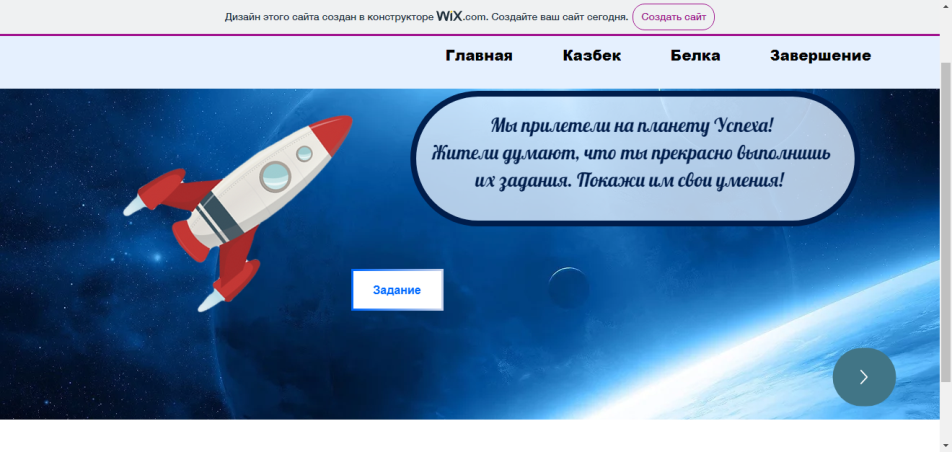 Дизайн этого сайта создан в конструкторе WiX.com. Создайте ваш сайт сегодня. Создать сайт
Главная Казбек Белка Завершение
Мы прилетели на планету Успеха!
Жители думают, что ты прекрасно выполнишь
их задания. Покажи им свои умения!
Задание